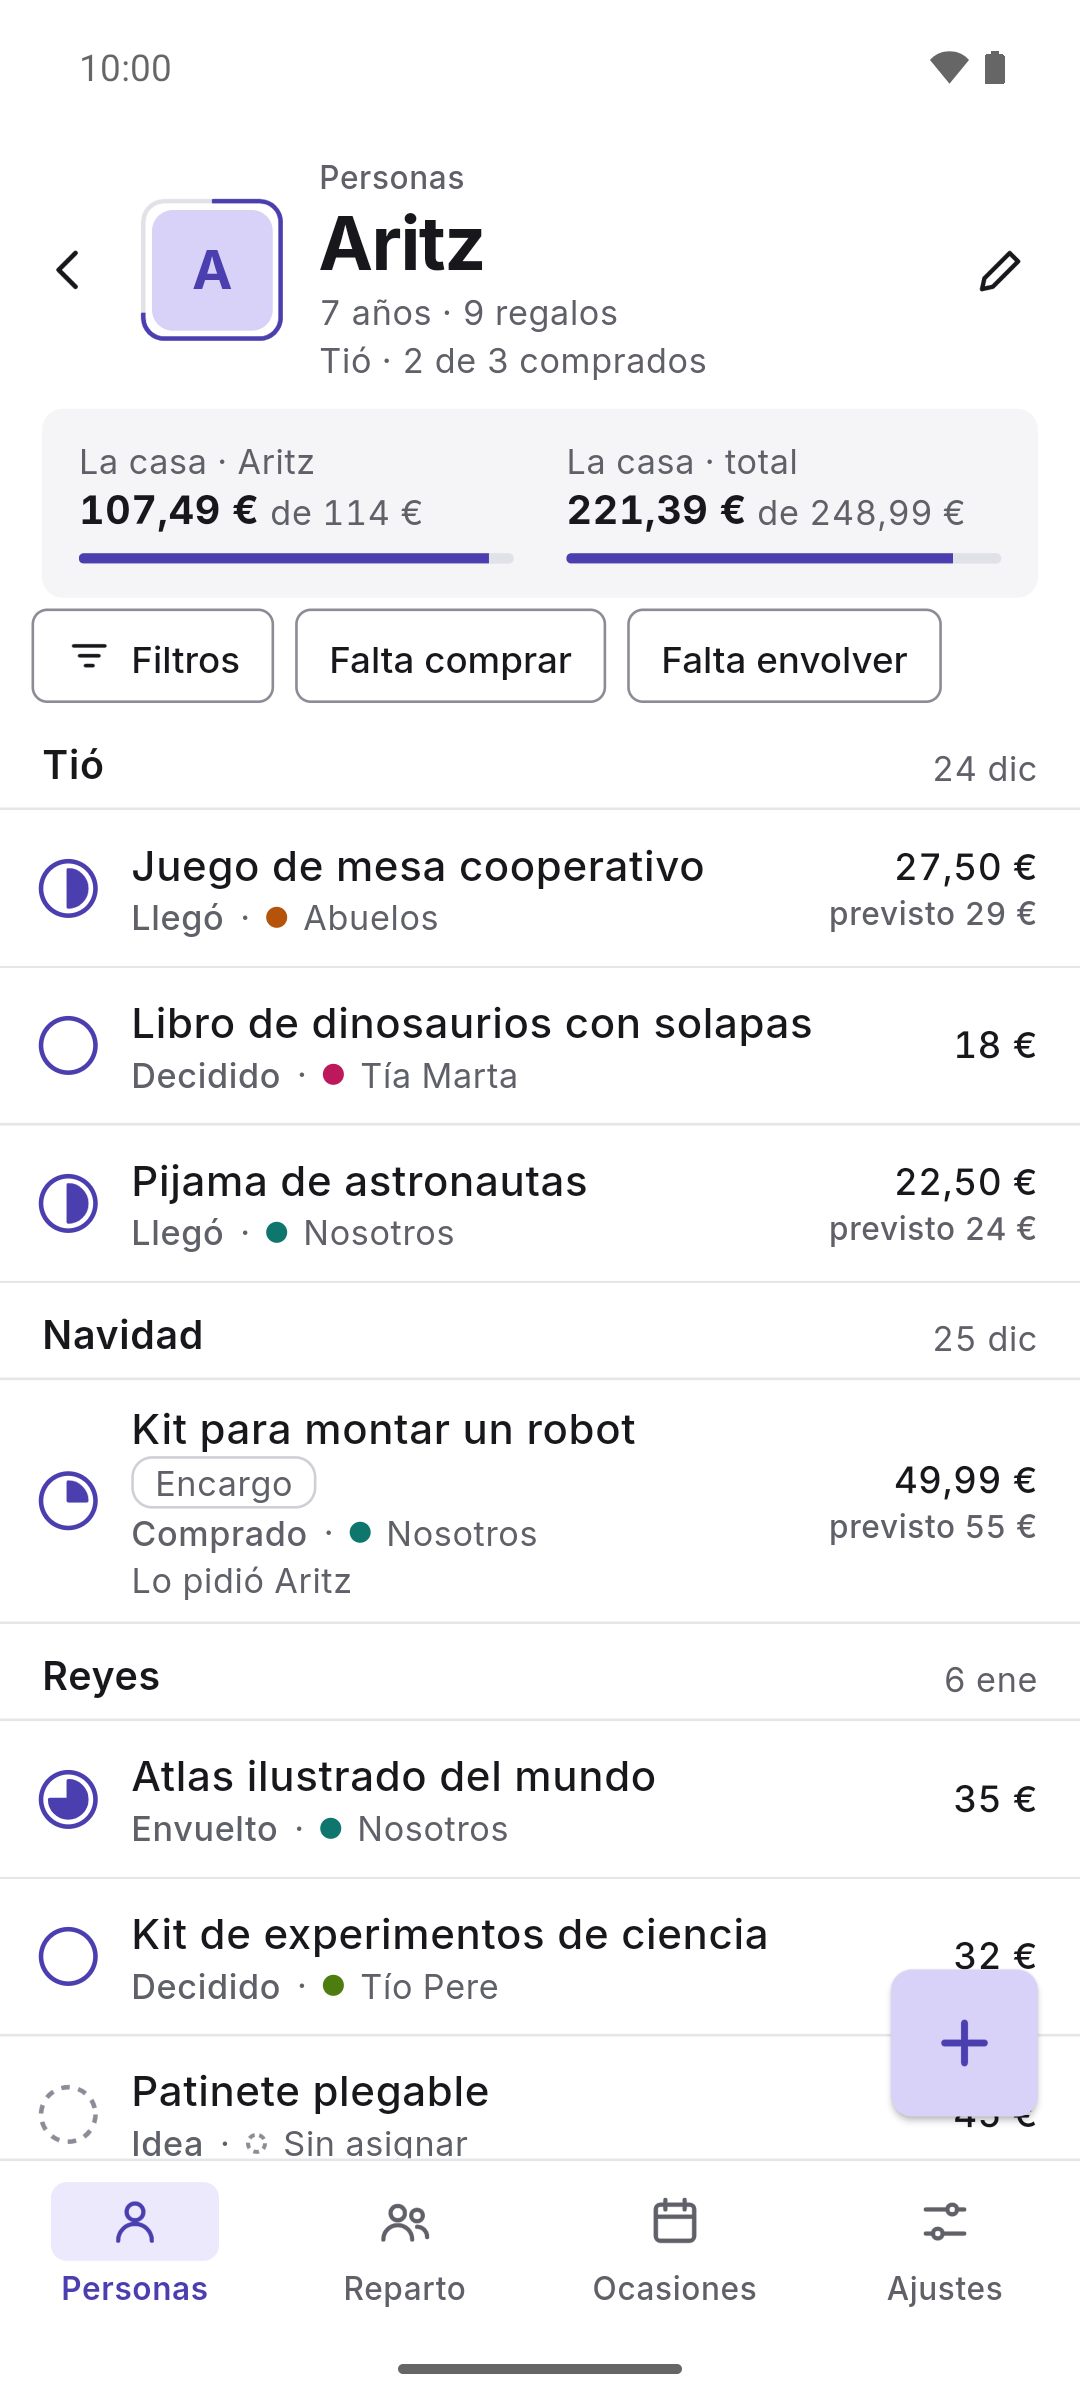 10:00
Personas
A
Aritz
7 años · 9 regalos
Tió · 2 de 3 comprados
La casa · Aritz
107,49 € de 114 €
La casa · total
221,39 € de 248,99 €
Filtros
Falta comprar
Falta envolver
Tió
24 dic
Juego de mesa cooperativo
27,50 €
Llegó · Abuelos
previsto 29 €
Libro de dinosaurios con solapas
18 €
Decidido · Tía Marta
Pijama de astronautas
22,50 €
Llegó · Nosotros
previsto 24 €
Navidad
25 dic
Kit para montar un robot
Encargo
49,99 €
Comprado · Nosotros
previsto 55 €
Lo pidió Aritz
Reyes
6 ene
Atlas ilustrado del mundo
35 €
Envuelto · Nosotros
Kit de experimentos de ciencia
32 €
Decidido · Tío Pere
Patinete plegable
€
Idea · Sin asignar
Personas
Reparto
Ocasiones
Ajustes